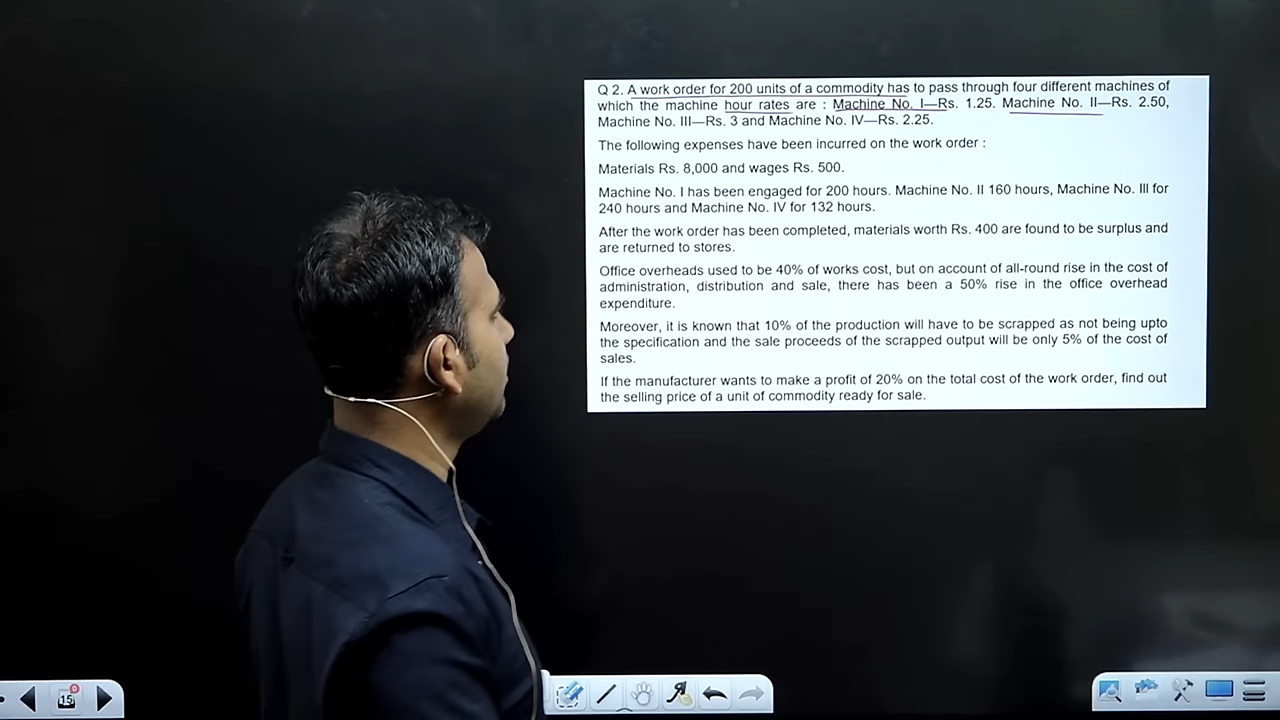 Q 2. A work order for 200 units of a commodity has to pass through four different machines of
which the machine hour rates are : Machine No. I—Rs. 1.25. Machine No. II—Rs. 2.50,
Machine No. III—Rs. 3 and Machine No. IV—Rs. 2.25.
The following expenses have been incurred on the work order :
Materials Rs. 8,000 and wages Rs. 500.
Machine No. I has been engaged for 200 hours. Machine No. II 160 hours, Machine No. III for
240 hours and Machine No. IV for 132 hours.
After the work order has been completed, materials worth Rs. 400 are found to be surplus and
are returned to stores.
Office overheads used to be 40% of works cost, but on account of all-round rise in the cost of
administration, distribution and sale, there has been a 50% rise in the office overhead
expenditure.
Moreover, it is known that 10% of the production will have to be scrapped as not being upto
the specification and the sale proceeds of the scrapped output will be only 5% of the cost of
sales.
If the manufacturer wants to make a profit of 20% on the total cost of the work order, find out
the selling price of a unit of commodity ready for sale.
15
0